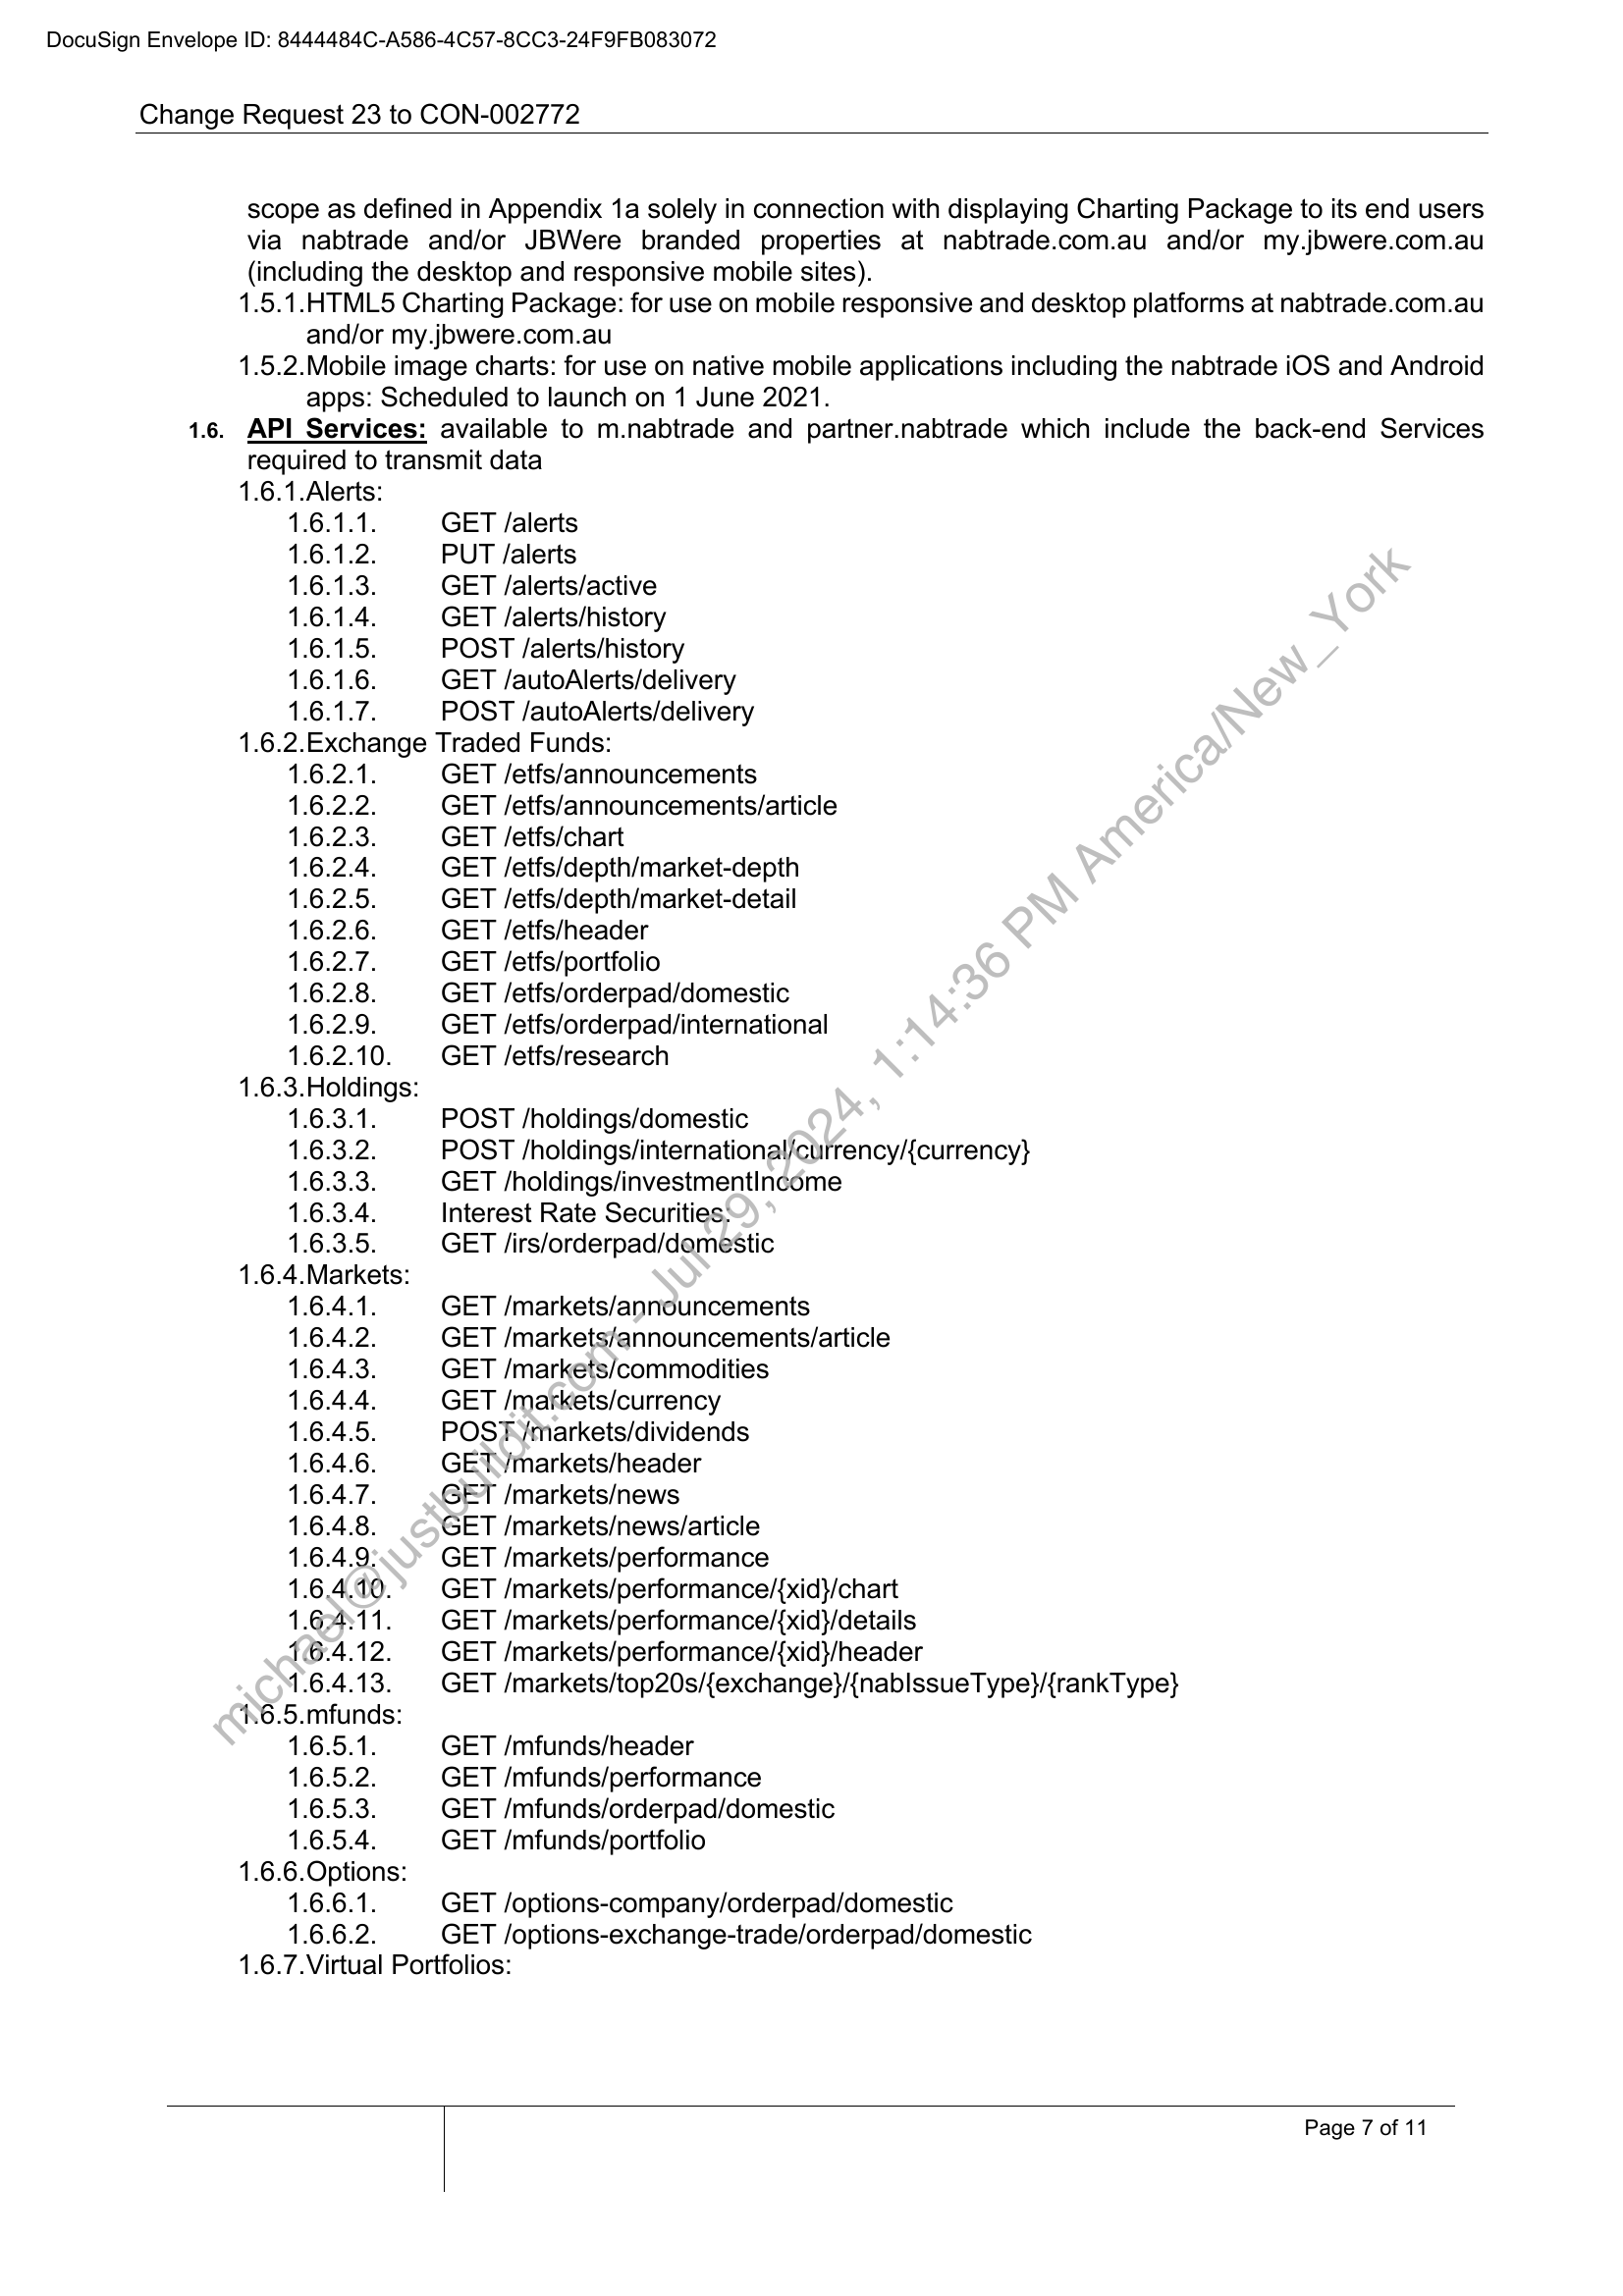 DocuSign Envelope ID: 8444484C-A586-4C57-8CC3-24F9FB083072
Change Request 23 to CON-002772
scope as defined in Appendix 1a solely in connection with displaying Charting Package to its end users
via nabtrade and/or JBWere branded properties at nabtrade.com.au and/or my.jbwere.com.au
(including the desktop and responsive mobile sites).
1.5.1.HTML5 Charting Package: for use on mobile responsive and desktop platforms at nabtrade.com.au
and/or my.jbwere.com.au
1.5.2.Mobile image charts: for use on native mobile applications including the nabtrade iOS and Android
apps: Scheduled to launch on 1 June 2021.
1.6. API Services: available to m.nabtrade and partner.nabtrade which include the back-end Services
required to transmit data
1.6.1.Alerts:
1.6.1.1. GET /alerts
1.6.1.2. PUT /alerts
1.6.1.3. GET /alerts/active
1.6.1.4. GET /alerts/history
1.6.1.5. POST /alerts/history
1.6.1.6. GET /autoAlerts/delivery
1.6.1.7. POST /autoAlerts/delivery
1.6.2.Exchange Traded Funds:
1.6.2.1. GET /etfs/announcements
1.6.2.2. GET /etfs/announcements/article
1.6.2.3. GET /etfs/chart
1.6.2.4. GET /etfs/depth/market-depth
1.6.2.5. GET /etfs/depth/market-detail
1.6.2.6. GET /etfs/header
1.6.2.7. GET /etfs/portfolio
1.6.2.8. GET /etfs/orderpad/domestic
1.6.2.9. GET /etfs/orderpad/international
1.6.2.10. GET /etfs/research
1.6.3.Holdings:
1.6.3.1. POST /holdings/domestic
1.6.3.2. POST /holdings/international/currency/{currency}
1.6.3.3. GET /holdings/investmentIncome
1.6.3.4. Interest Rate Securities:
1.6.3.5. GET /irs/orderpad/domestic
1.6.4.Markets:
1.6.4.1. GET /markets/announcements
1.6.4.2. GET /markets/announcements/article
1.6.4.3. GET /markets/commodities
1.6.4.4. GET /markets/currency
1.6.4.5. POST /markets/dividends
1.6.4.6. GET /markets/header
1.6.4.7. GET /markets/news
1.6.4.8. GET /markets/news/article
1.6.4.9. GET /markets/performance
1.6.4.10. GET /markets/performance/{xid}/chart
1.6.4.11. GET /markets/performance/{xid}/details
1.6.4.12. GET /markets/performance/{xid}/header
1.6.4.13. GET /markets/top20s/{exchange}/{nabIssueType}/{rankType}
1.6.5.mfunds:
1.6.5.1. GET /mfunds/header
1.6.5.2. GET /mfunds/performance
1.6.5.3. GET /mfunds/orderpad/domestic
1.6.5.4. GET /mfunds/portfolio
1.6.6.Options:
1.6.6.1. GET /options-company/orderpad/domestic
1.6.6.2. GET /options-exchange-trade/orderpad/domestic
1.6.7.Virtual Portfolios:
michael@justbuildit.com - Jul 29, 2024, 1:14:36 PM America/New_York
Page 7 of 11